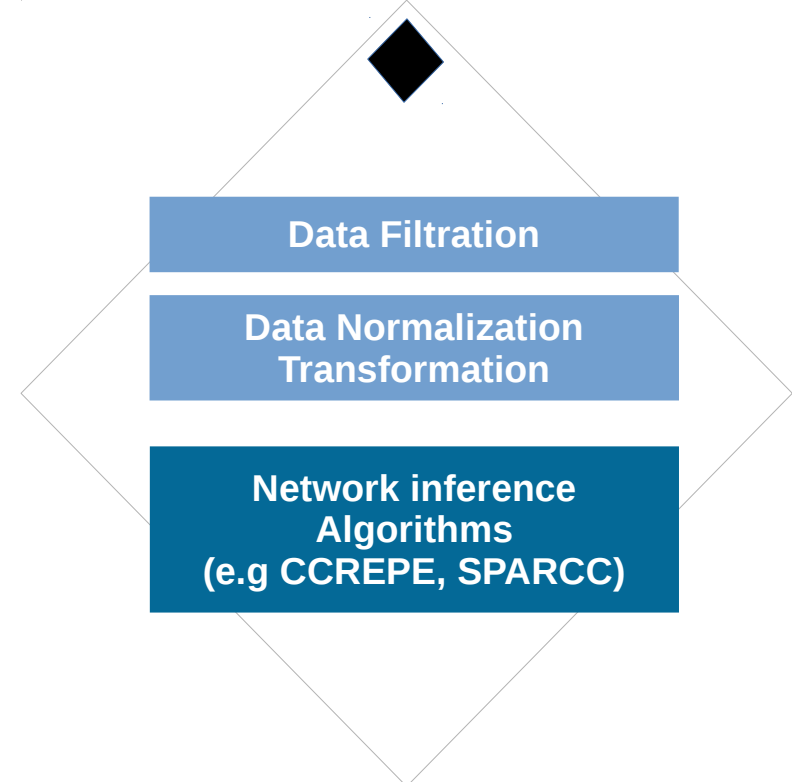 Data Filtration
Data Normalization
Transformation
Network inference
Algorithms
(e.g CCREPE, SPARCC)